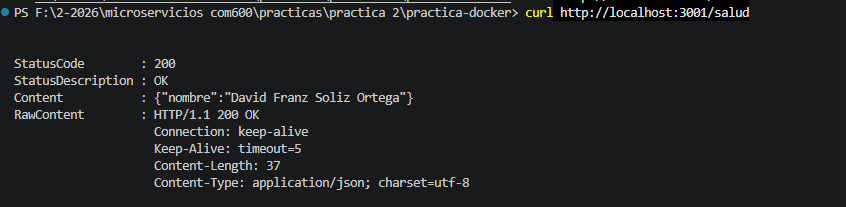 PS F:\2-2026\microservicios com600\practicas\practica 2\practica-docker> curl http://localhost:3001/salud
StatusCode : 200
StatusDescription : OK
Content : {"nombre":"David Franz Soliz Ortega"}
RawContent : HTTP/1.1 200 OK
Connection: keep-alive
Keep-Alive: timeout=5
Content-Length: 37
Content-Type: application/json; charset=utf-8